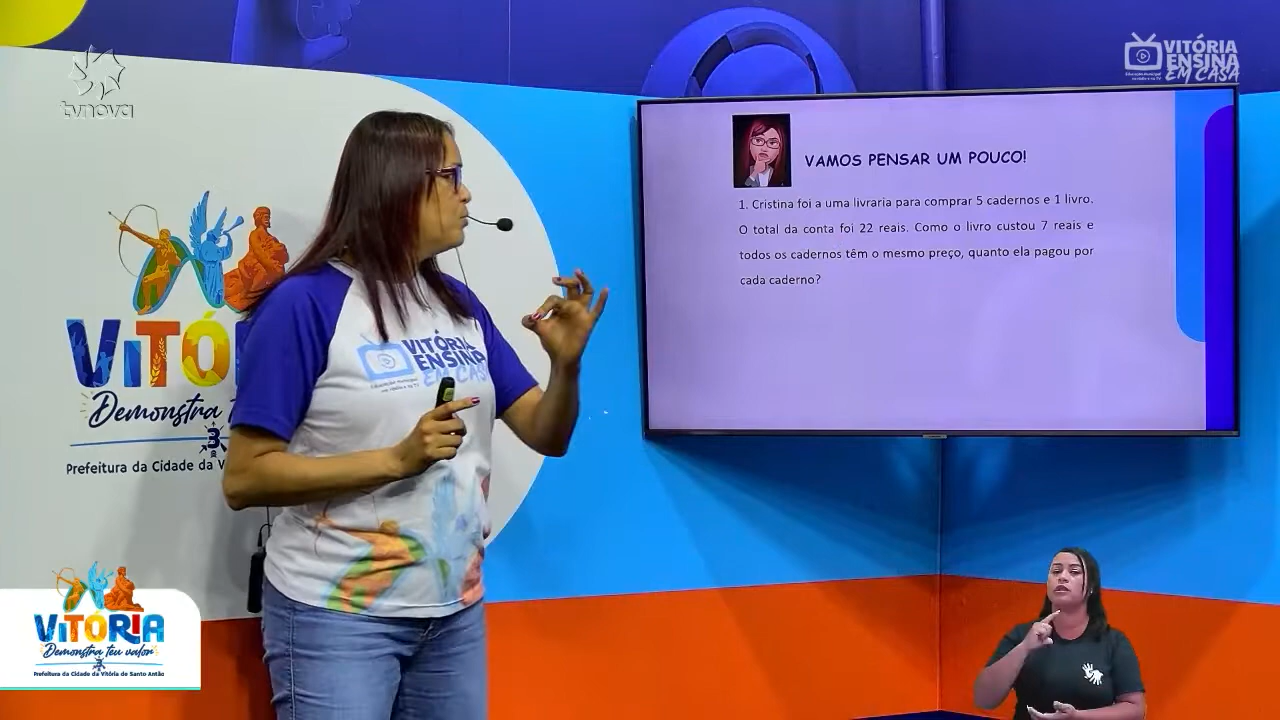 tvnova
VITÓRIA
ENSINA
EM CASA
VAMOS PENSAR UM POUCO!
1. Cristina foi a uma livraria para comprar 5 cadernos e 1 livro.
O total da conta foi 22 reais. Como o livro custou 7 reais e
todos os cadernos têm o mesmo preço, quanto ela pagou por
cada caderno?
VITÓRIA
ENSINA
EM CAS
VITÓ
Demonstra t
Prefeitura da Cidade da V
VITÓRIA
Demonstra teu valor
Prefeitura da Cidade da Vitória de Santo Antão